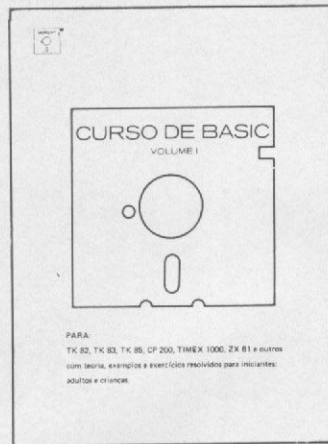 CURSO DE BASIC
VOLUME I
PARA:
TK 82, TK 83, TK 85, CP 200, TIMEX 1000, ZX 81 e outros
com teoria, exemplos e exercícios resolvidos para iniciantes:
adultos e crianças